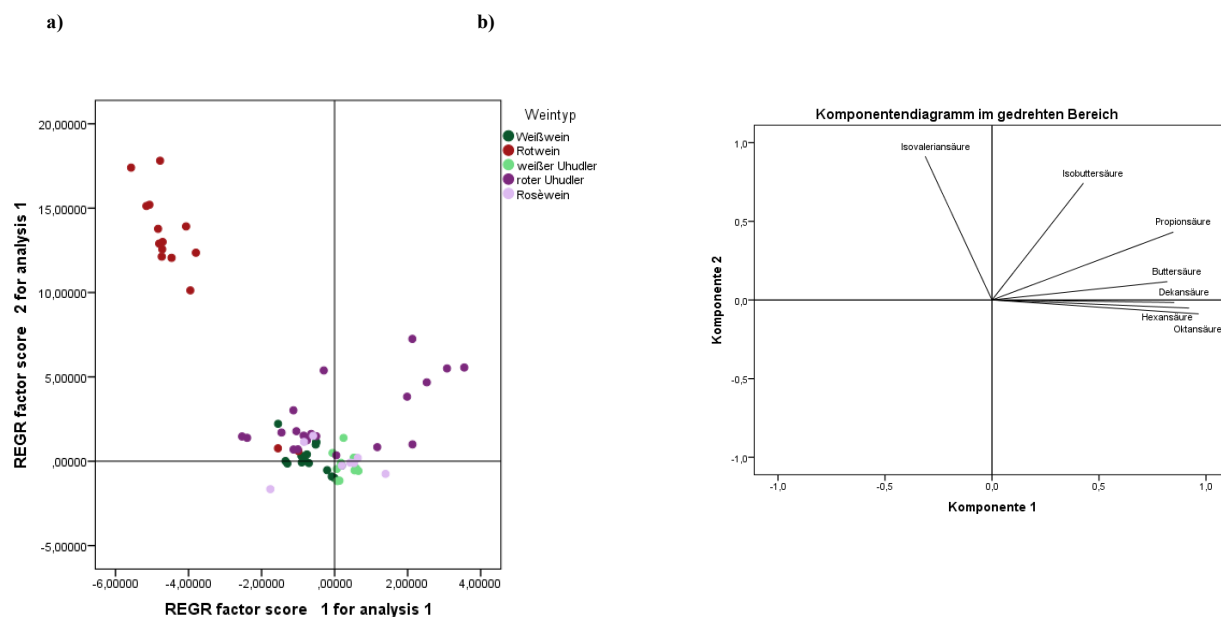 a)
b)
20,00000
15,00000
10,00000
5,00000
,00000
-5,00000
-6,00000
-4,00000
-2,00000
,00000
2,00000
4,00000
REGR factor score 2 for analysis 1
REGR factor score 1 for analysis 1
Weintyp
Weißwein
Rotwein
weißer Uhudler
roter Uhudler
Rosèwein
Komponentendiagramm im gedrehten Bereich
1,0
0,5
0,0
-0,5
-1,0
Komponente 2
Isovaleriansäure
Isobuttersäure
Propionsäure
Buttersäure
Dekansäure
Hexansäure
Oktansäure
-1,0
-0,5
0,0
0,5
1,0
Komponente 1